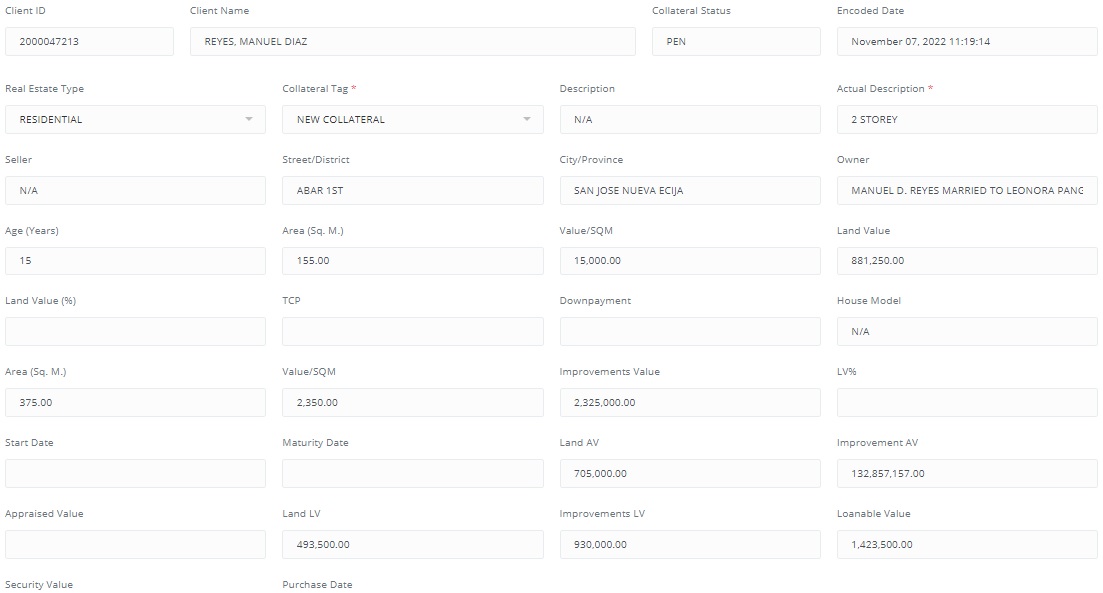 Client ID
Client Name
Collateral Status
Encoded Date
2000047213
REYES, MANUEL DIAZ
PEN
November 07, 2022 11:19:14
Real Estate Type
Collateral Tag *
Description
Actual Description *
RESIDENTIAL
NEW COLLATERAL
N/A
2 STOREY
Seller
Street/District
City/Province
Owner
N/A
ABAR 1ST
SAN JOSE NUEVA ECIJA
MANUEL D. REYES MARRIED TO LEONORA PANG
Age (Years)
Area (Sq. M.)
Value/SQM
Land Value
15
155.00
15,000.00
881,250.00
Land Value (%)
TCP
Downpayment
House Model
N/A
Area (Sq. M.)
Value/SQM
Improvements Value
LV%
375.00
2,350.00
2,325,000.00
Start Date
Maturity Date
Land AV
Improvement AV
705,000.00
132,857,157.00
Appraised Value
Land LV
Improvements LV
Loanable Value
493,500.00
930,000.00
1,423,500.00
Security Value
Purchase Date